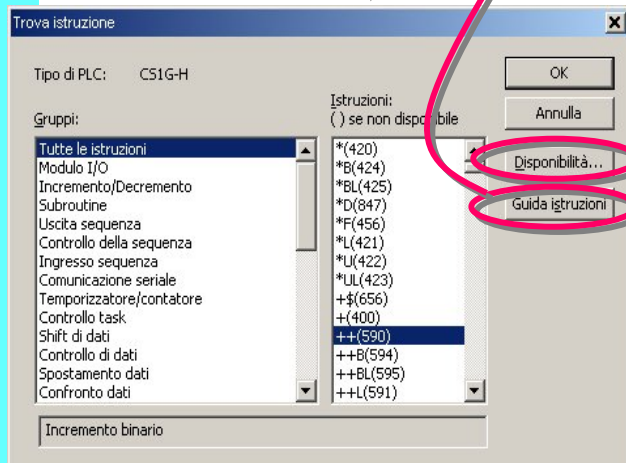 Trova istruzione
Tipo di PLC: CS1G-H
OK
Annulla
Disponibilità...
Guida istruzioni
Gruppi:
Tutte le istruzioni
Modulo I/O
Incremento/Decremento
Subroutine
Uscita sequenza
Controllo della sequenza
Ingresso sequenza
Comunicazione seriale
Temporizzatore/contatore
Controllo task
Shift di dati
Controllo di dati
Spostamento dati
Confronto dati
Istruzioni:
( ) se non disponibile
*(420)
*B(424)
*BL(425)
*D(847)
*F(456)
*L(421)
*U(422)
*UL(423)
+$(656)
+(400)
++(590)
++B(594)
++BL(595)
++L(591)
Incremento binario